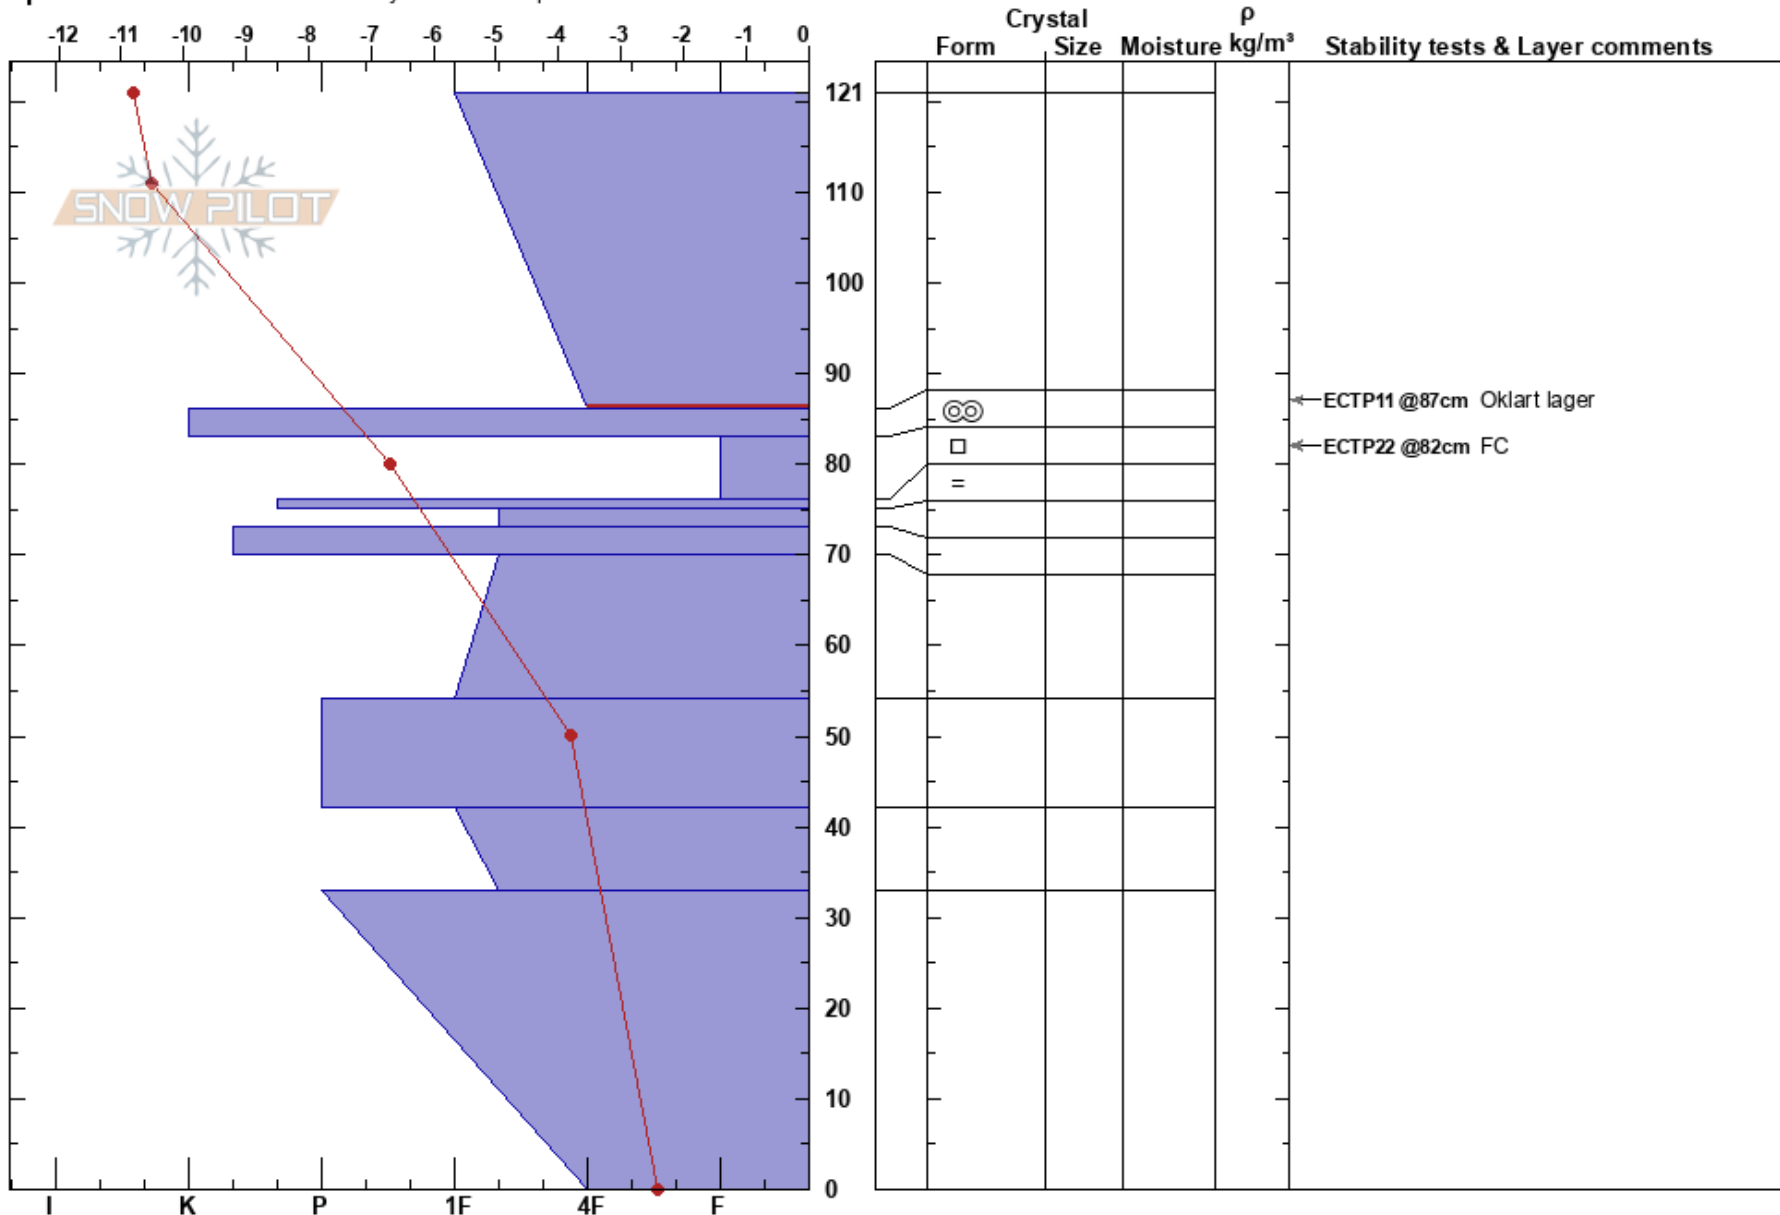 Crystal ρ
-12 -11 -10 -9 -8 -7 -6 -5 -4 -3 -2 -1 0 Form Size Moisture kg/m³ Stability tests & Layer comments
121
110
SNOW PILOT
100
90
ECTP11 @87cm Oklart lager
ECTP22 @82cm FC
80
=
70
60
50
40
30
20
10
0
I K P 1F 4F F